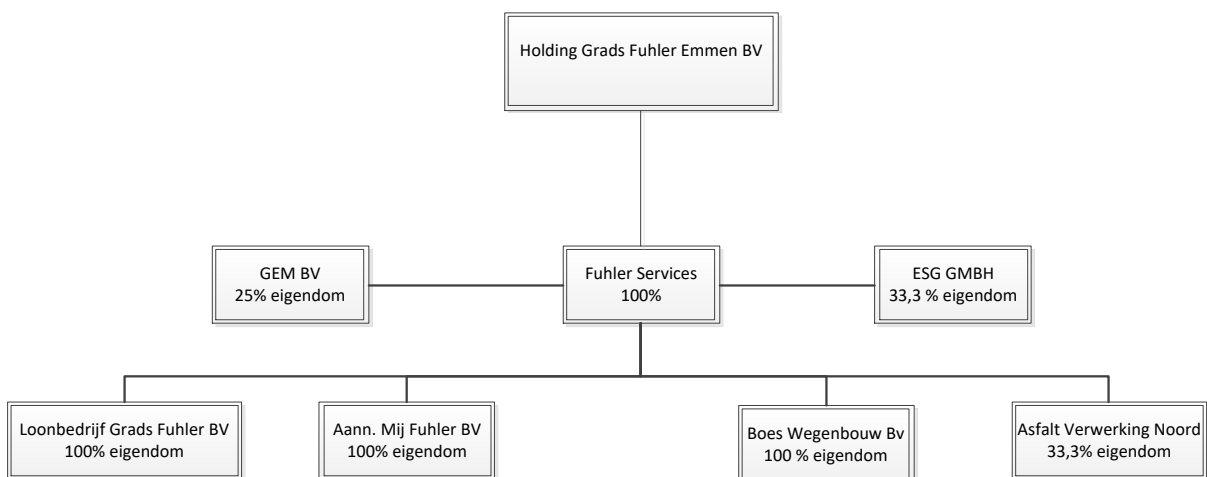 Holding Grads Fuhler Emmen BV
GEM BV
25% eigendom
Fuhler Services
100%
ESG GMBH
33,3 % eigendom
Loonbedrijf Grads Fuhler BV
100% eigendom
Aann. Mij Fuhler BV
100% eigendom
Boes Wegenbouw Bv
100 % eigendom
Asfalt Verwerking Noord
33,3% eigendom